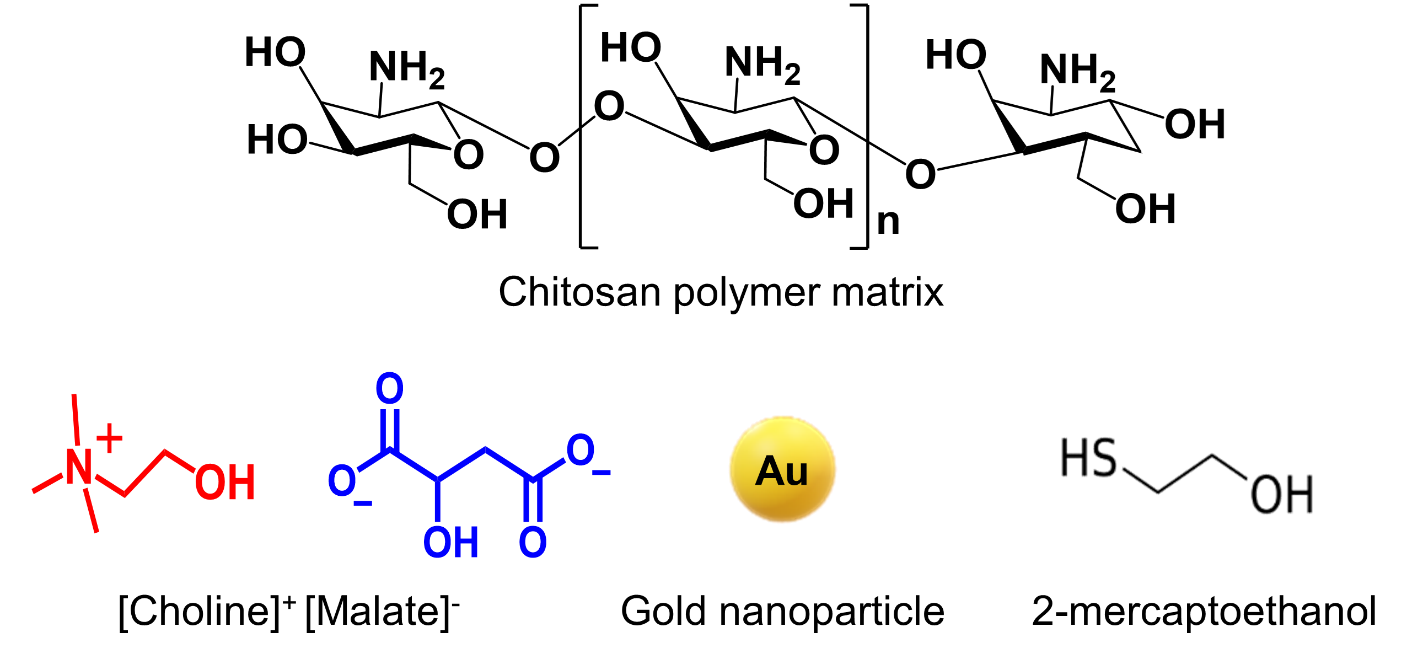 HO NH2 HO NH2 HO NH2
HO O O O O O OH
OH OH n OH
Chitosan polymer matrix
O
N+ OH O− O−
OH O
Au
HS OH
[Choline]+ [Malate]-
Gold nanoparticle
2-mercaptoethanol